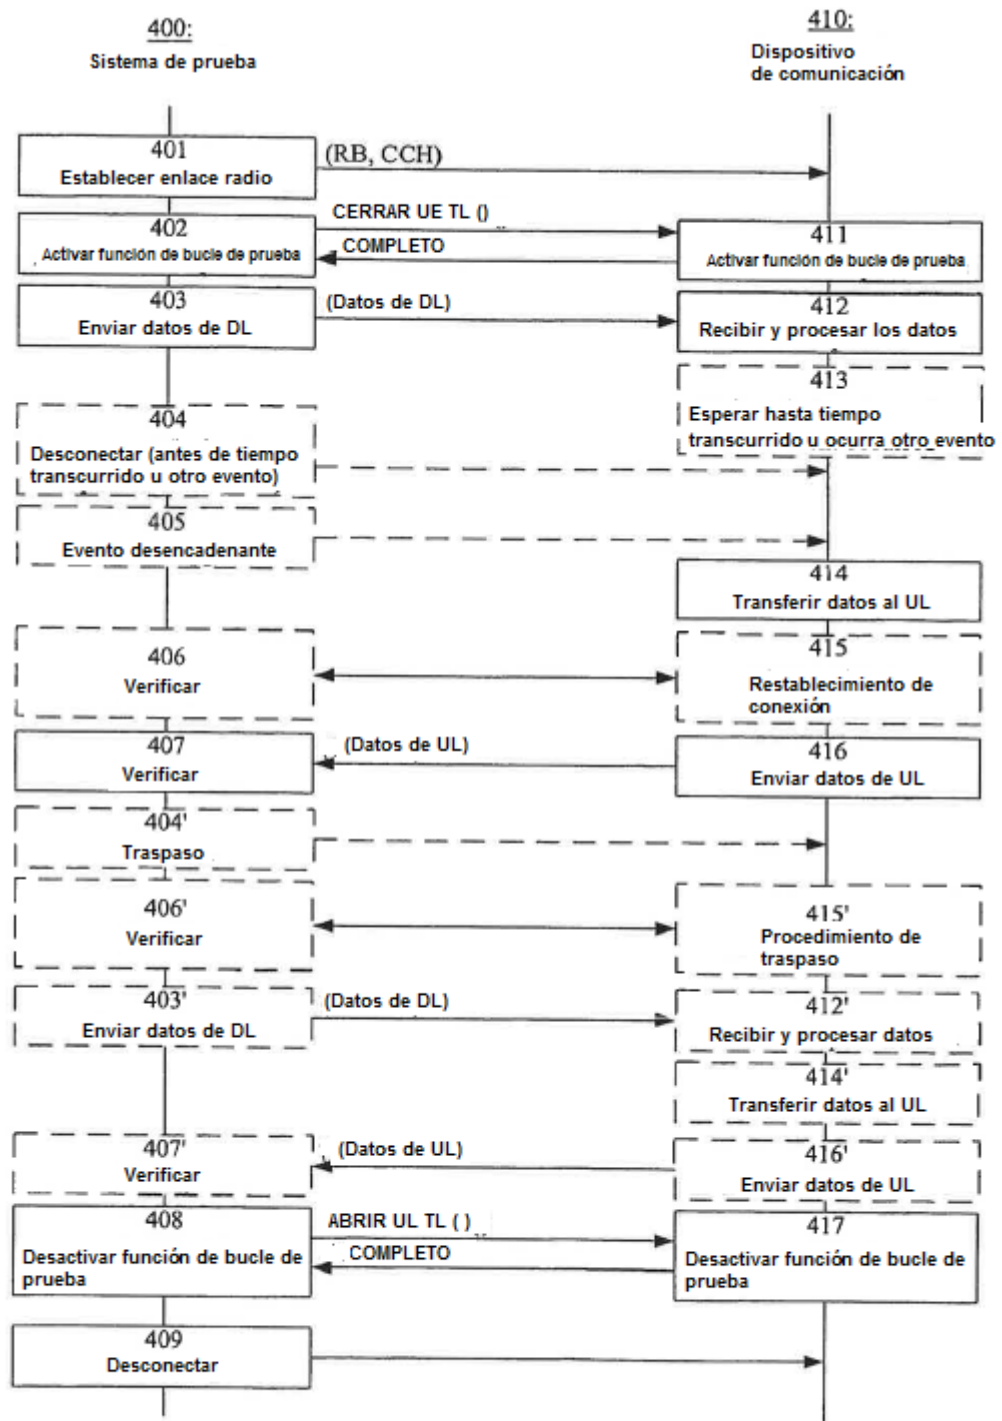 400:
Sistema de prueba
410:
Dispositivo
de comunicación
401
Establecer enlace radio
(RB, CCH)
402
Activar función de bucle de prueba
CERRAR UE TL ()
COMPLETO
411
Activar función de bucle de prueba
403
Enviar datos de DL
(Datos de DL)
412
Recibir y procesar los datos
413
Esperar hasta tiempo
transcurrido u ocurra otro evento
404
Desconectar (antes de tiempo
transcurrido u otro evento)
405
Evento desencadenante
414
Transferir datos al UL
406
Verificar
415
Restablecimiento de
conexión
407
Verificar
(Datos de UL)
416
Enviar datos de UL
404'
Traspaso
406'
Verificar
415'
Procedimiento de
traspaso
403'
Enviar datos de DL
(Datos de DL)
412'
Recibir y procesar datos
414'
Transferir datos al UL
407'
Verificar
(Datos de UL)
416'
Enviar datos de UL
408
Desactivar función de bucle de
prueba
ABRIR UL TL ( )
COMPLETO
417
Desactivar función de bucle de
prueba
409
Desconectar